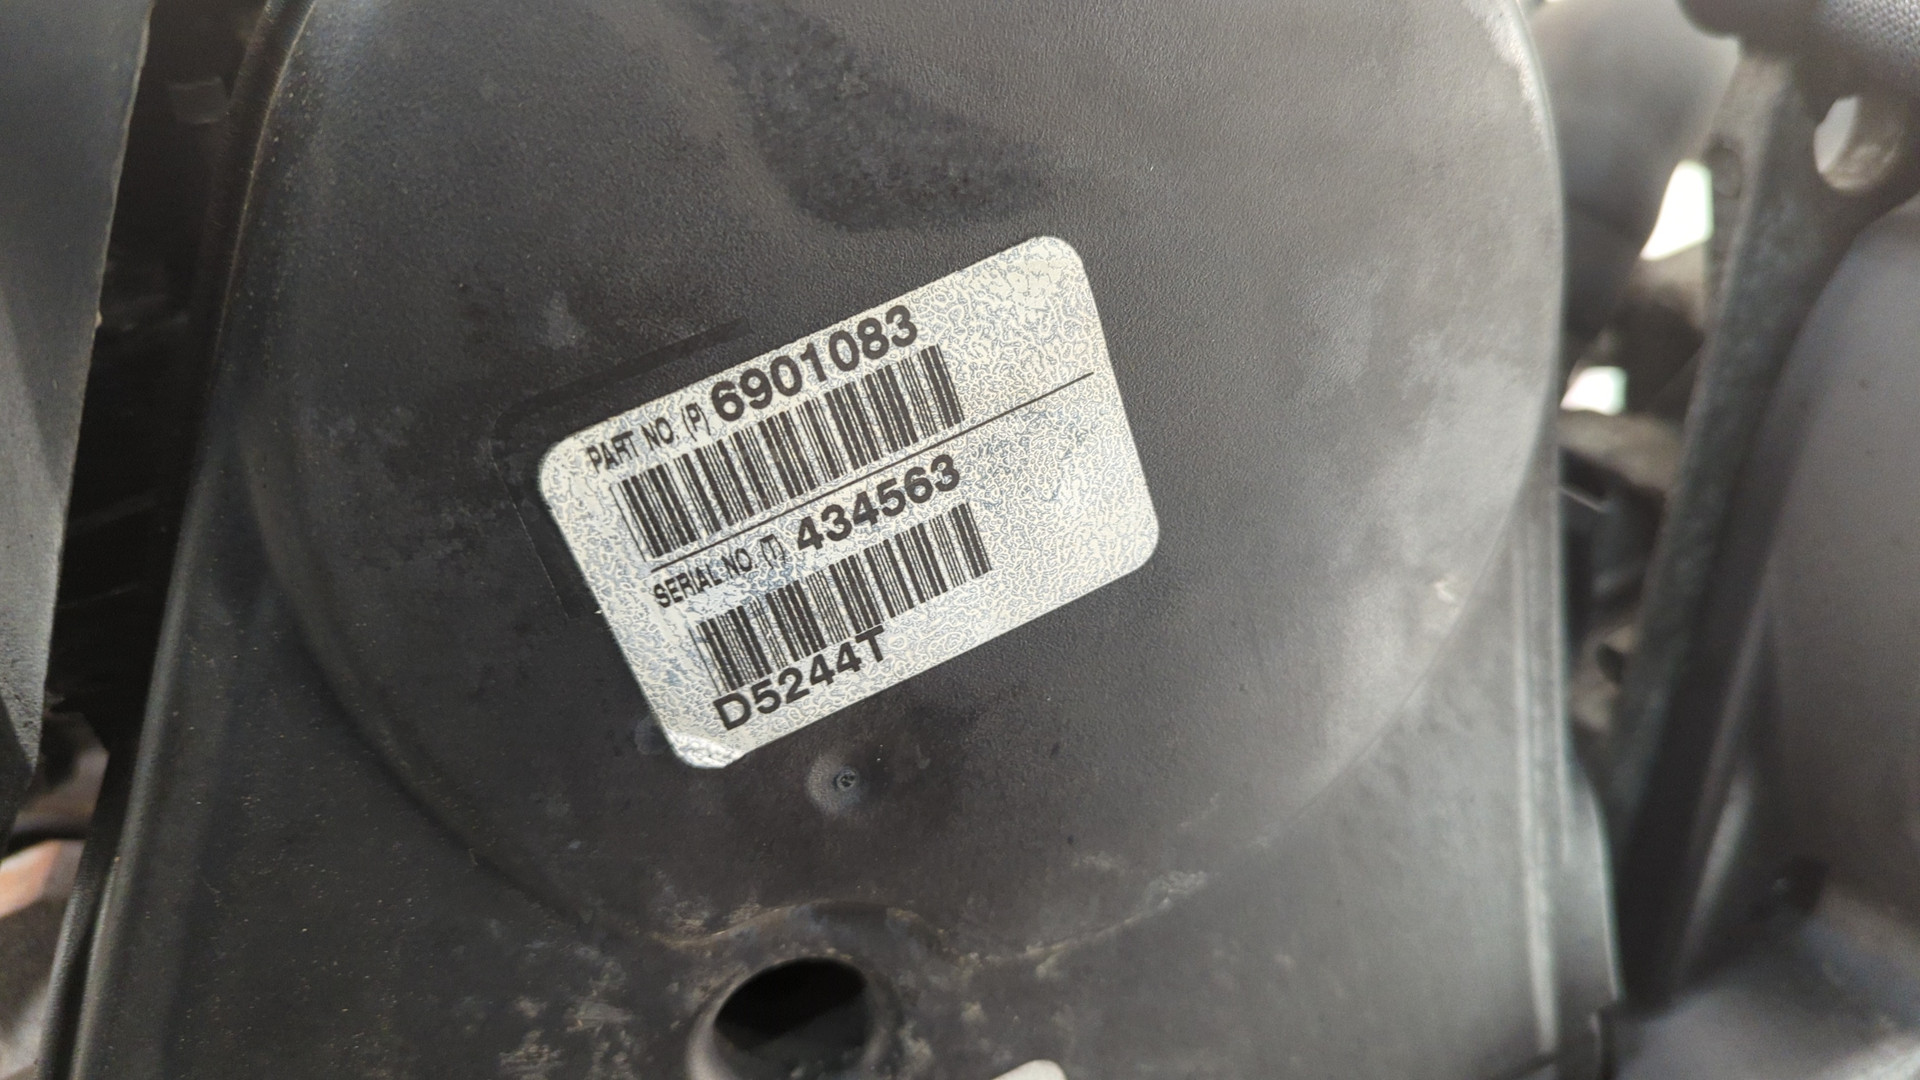 PART NO. (P) 6901083
SERIAL NO. (T) 434563
D5244T